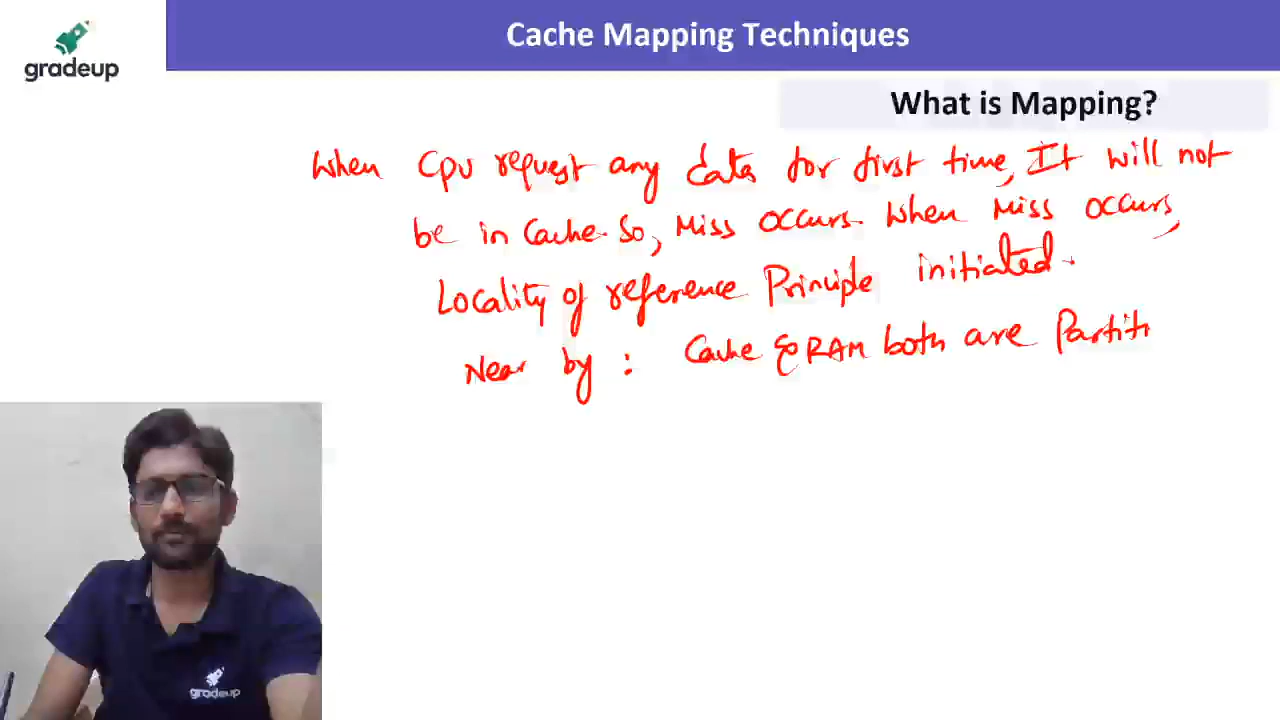 gradeup
Cache Mapping Techniques
What is Mapping?
When Cpu request any data for first time, It will not
be in Cache. So, Miss occurs. When Miss occurs,
Locality of reference Principle initiated.
Near by : Cache & RAM both are Partiti
gradeup